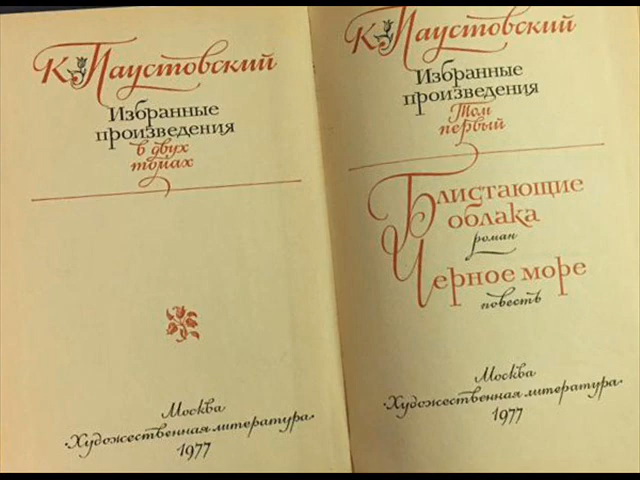 К Паустовский
Избранные
произведения
в двух
томах
Москва
·Художественная литература·
1977
К Паустовский
Избранные
произведения
Том
первый
Блистающие
облака
роман
Черное море
повесть
Москва
·Художественная литература·
1977